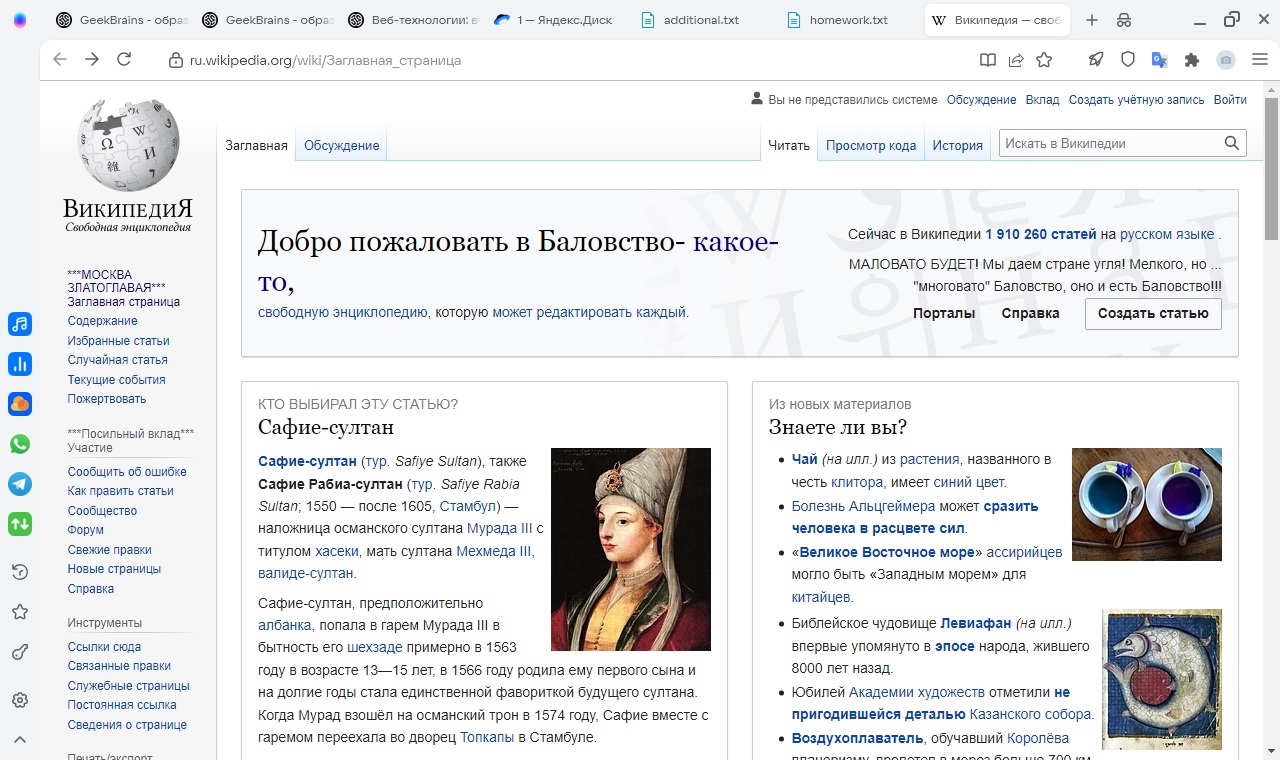 GeekBrains - образ
GeekBrains - образ
Веб-технологии: в
1 — Яндекс.Диск
additional.txt
homework.txt
Википедия — своб
ru.wikipedia.org/wiki/Заглавная_страница
Вы не представились системе Обсуждение Вклад Создать учётную запись Войти
Заглавная Обсуждение Читать Просмотр кода История Искать в Википедии
ВикипедиЯ
Свободная энциклопедия
***МОСКВА
ЗЛАТОГЛАВАЯ***
Заглавная страница
Содержание
Избранные статьи
Случайная статья
Текущие события
Пожертвовать
***Посильный вклад***
Участие
Сообщить об ошибке
Как править статьи
Сообщество
Форум
Свежие правки
Новые страницы
Справка
Инструменты
Ссылки сюда
Связанные правки
Служебные страницы
Постоянная ссылка
Сведения о странице
Печать/экспорт
Добро пожаловать в Баловство- какое-
то,
свободную энциклопедию, которую может редактировать каждый.
Сейчас в Википедии 1 910 260 статей на русском языке .
МАЛОВАТО БУДЕТ! Мы даем стране угля! Мелкого, но ...
"многовато" Баловство, оно и есть Баловство!!!
Порталы Справка Создать статью
КТО ВЫБИРАЛ ЭТУ СТАТЬЮ?
Сафие-султан
Сафие-султан (тур. Safiye Sultan), также
Сафие Рабиа-султан (тур. Safiye Rabia
Sultan; 1550 — после 1605, Стамбул) —
наложница османского султана Мурада III с
титулом хасеки, мать султана Мехмеда III,
валиде-султан.
Сафие-султан, предположительно
албанка, попала в гарем Мурада III в
бытность его шехзаде примерно в 1563
году в возрасте 13—15 лет, в 1566 году родила ему первого сына и
на долгие годы стала единственной фавориткой будущего султана.
Когда Мурад взошёл на османский трон в 1574 году, Сафие вместе с
гаремом переехала во дворец Топкапы в Стамбуле.
Из новых материалов
Знаете ли вы?
Чай (на илл.) из растения, названного в
честь клитора, имеет синий цвет.
Болезнь Альцгеймера может сразить
человека в расцвете сил.
«Великое Восточное море» ассирийцев
могло быть «Западным морем» для
китайцев.
Библейское чудовище Левиафан (на илл.)
впервые упомянуто в эпосе народа, жившего
8000 лет назад.
Юбилей Академии художеств отметили не
пригодившейся деталью Казанского собора.
Воздухоплаватель, обучавший Королёва
планеризму, пролетел в мороз больше 700 км